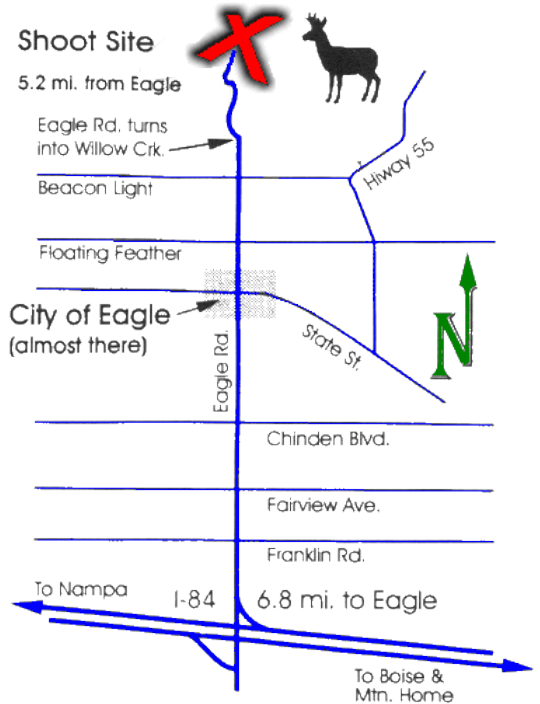 Shoot Site
5.2 mi. from Eagle
Eagle Rd. turns
into Willow Crk.
Hiway 55
Beacon Light
Floating Feather
N
City of Eagle
(almost there)
State St.
Eagle Rd.
Chinden Blvd.
Fairview Ave.
Franklin Rd.
To Nampa
I-84
6.8 mi. to Eagle
To Boise &
Mtn. Home